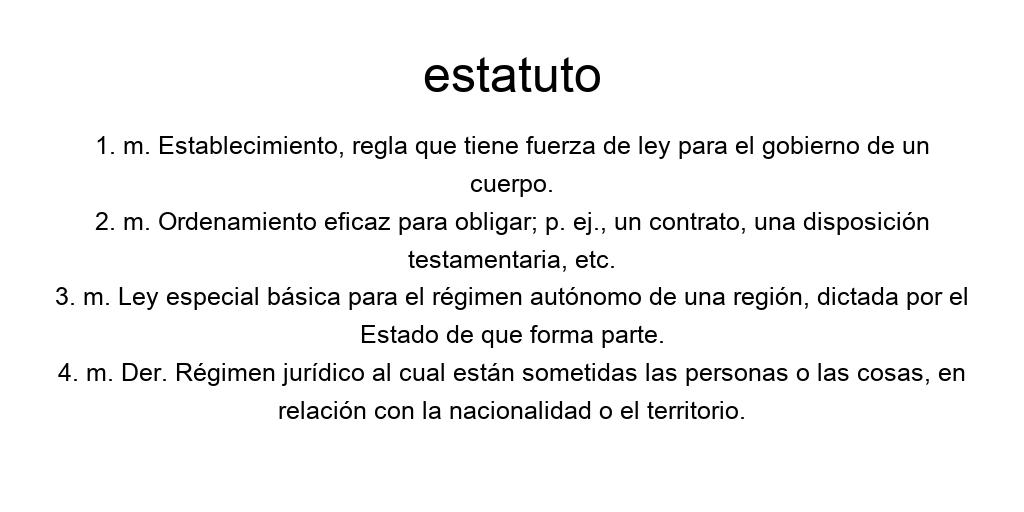 estatuto
1. m. Establecimiento, regla que tiene fuerza de ley para el gobierno de un
cuerpo.
2. m. Ordenamiento eficaz para obligar; p. ej., un contrato, una disposición
testamentaria, etc.
3. m. Ley especial básica para el régimen autónomo de una región, dictada por el
Estado de que forma parte.
4. m. Der. Régimen jurídico al cual están sometidas las personas o las cosas, en
relación con la nacionalidad o el territorio.